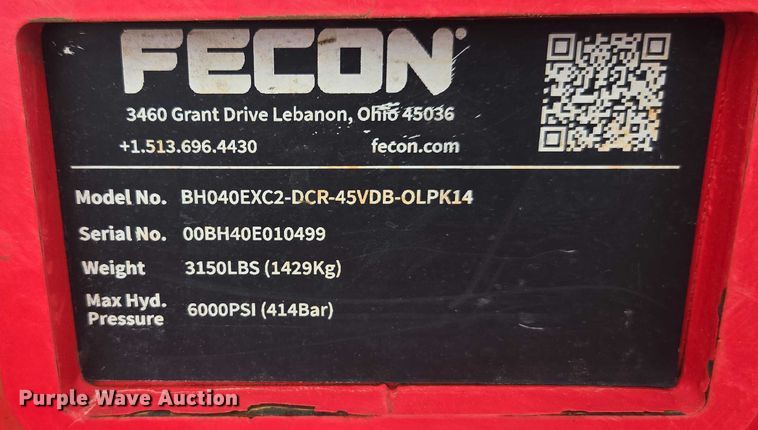 FECON
3460 Grant Drive Lebanon, Ohio 45036
+1.513.696.4430 fecon.com
Model No. BH040EXC2-DCR-45VDB-OLPK14
Serial No. 00BH40E010499
Weight 3150LBS (1429Kg)
Max Hyd. Pressure 6000PSI (414Bar)
Purple Wave Auction